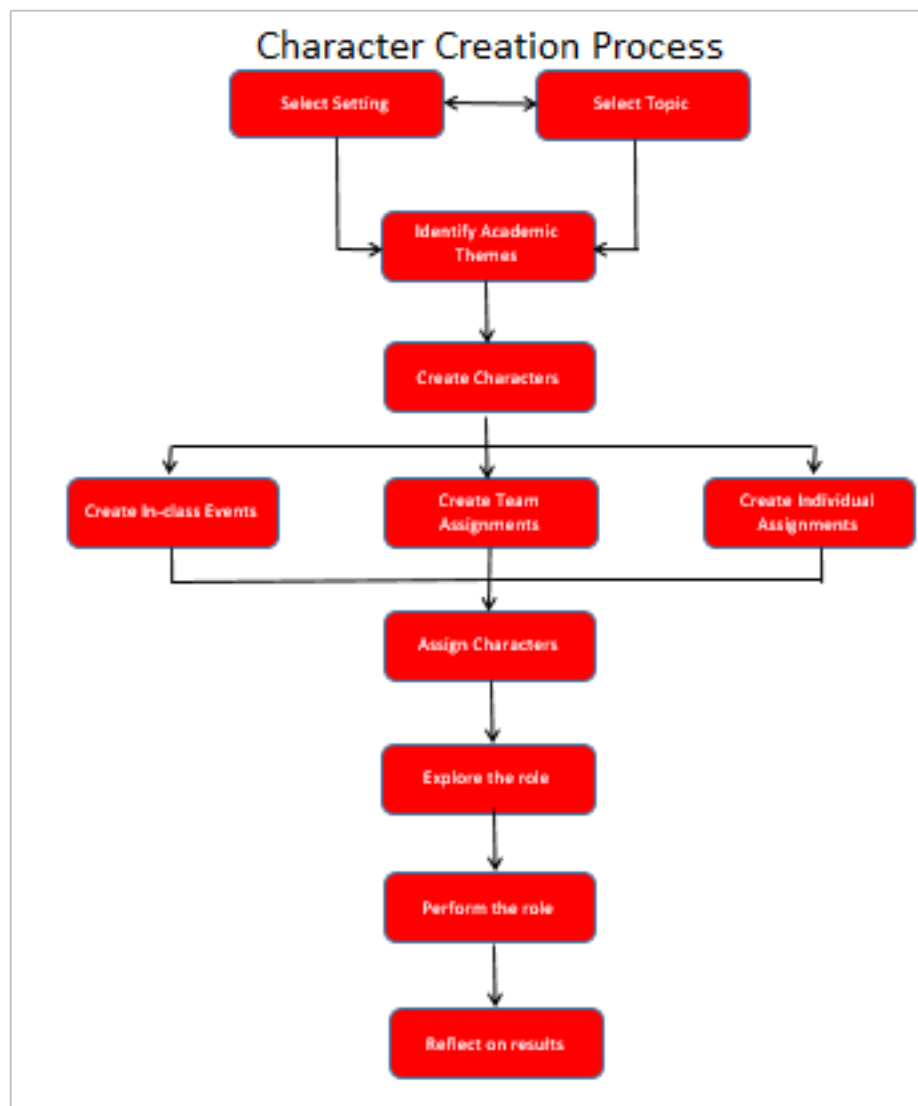 Character Creation Process
Select Setting
Select Topic
Identify Academic
Themes
Create Characters
Create In-class Events
Create Team
Assignments
Create Individual
Assignments
Assign Characters
Explore the role
Perform the role
Reflect on results